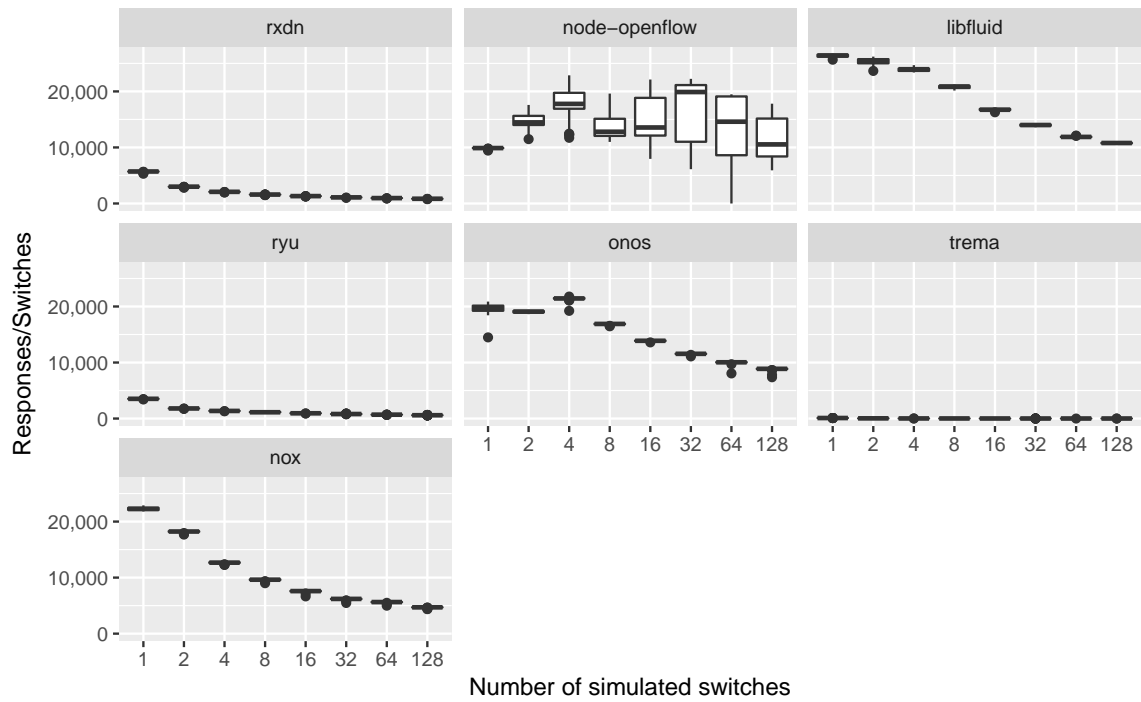 rxdn node−openflow libfluid
20,000
10,000
0
ryu onos trema
20,000
10,000
0
1 2 4 8 16 32 64 128 1 2 4 8 16 32 64 128
nox
20,000
10,000
0
1 2 4 8 16 32 64 128
Number of simulated switches
Responses/Switches